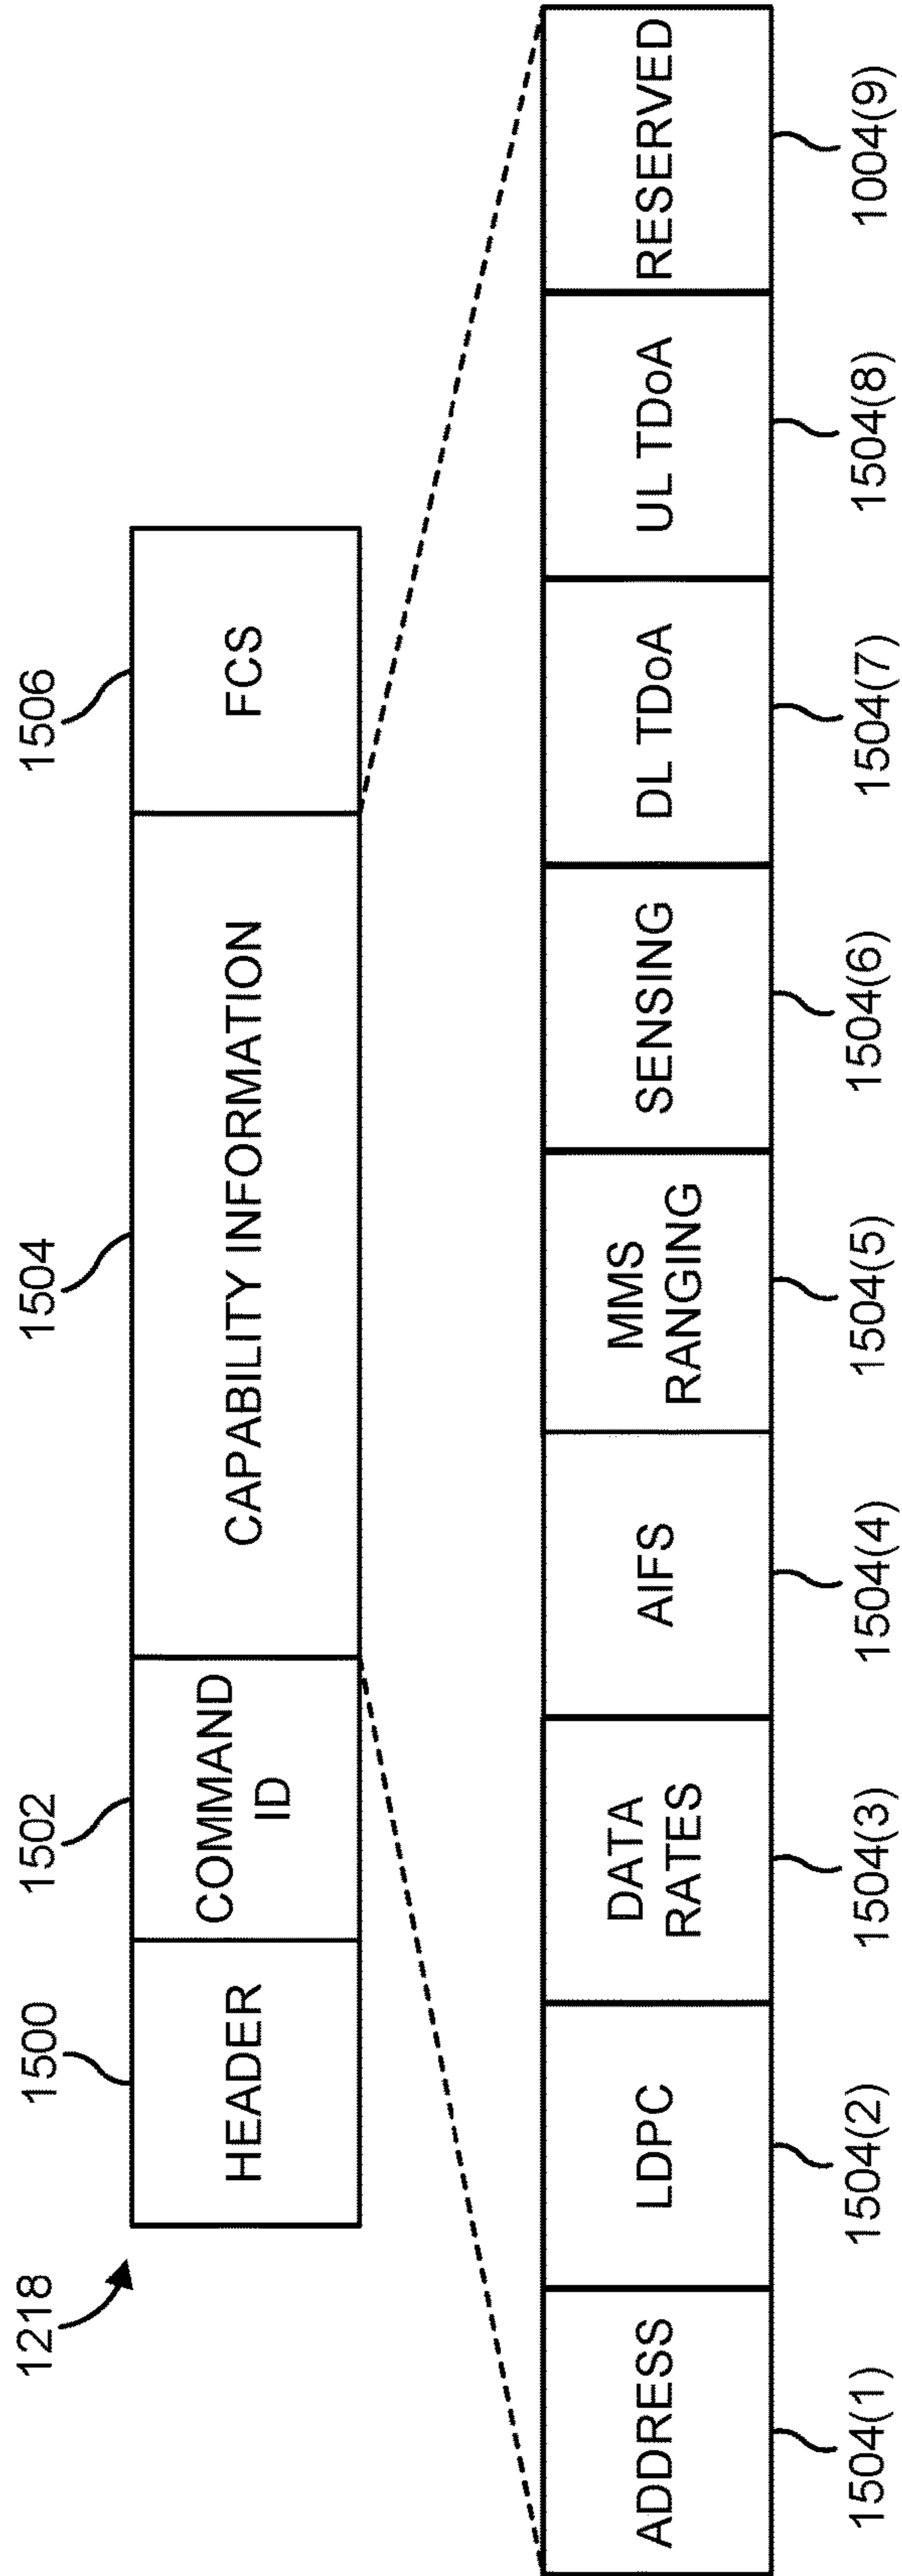 1218
1500
1502
1504
1506
HEADER
COMMAND
ID
CAPABILITY INFORMATION
FCS
ADDRESS
LDPC
DATA
RATES
AIFS
MMS
RANGING
SENSING
DL TDoA
UL TDoA
RESERVED
1504(1)
1504(2)
1504(3)
1504(4)
1504(5)
1504(6)
1504(7)
1504(8)
1004(9)